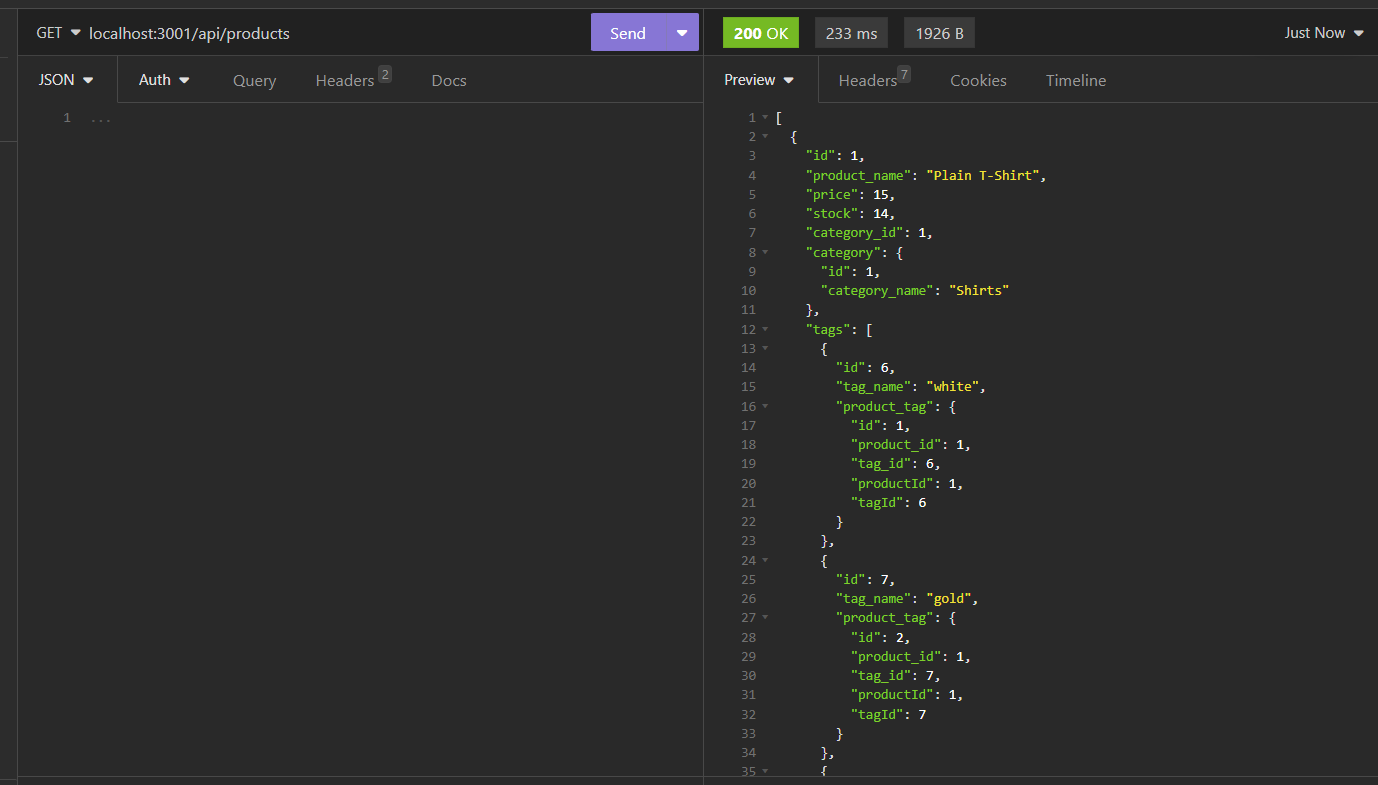 GET localhost:3001/api/products Send 200 OK 233 ms 1926 B Just Now
JSON Auth Query Headers 2 Docs Preview Headers 7 Cookies Timeline
1 ...
1 [
2 {
3 "id": 1,
4 "product_name": "Plain T-Shirt",
5 "price": 15,
6 "stock": 14,
7 "category_id": 1,
8 "category": {
9 "id": 1,
10 "category_name": "Shirts"
11 },
12 "tags": [
13 {
14 "id": 6,
15 "tag_name": "white",
16 "product_tag": {
17 "id": 1,
18 "product_id": 1,
19 "tag_id": 6,
20 "productId": 1,
21 "tagId": 6
22 }
23 },
24 {
25 "id": 7,
26 "tag_name": "gold",
27 "product_tag": {
28 "id": 2,
29 "product_id": 1,
30 "tag_id": 7,
31 "productId": 1,
32 "tagId": 7
33 }
34 },
35 {